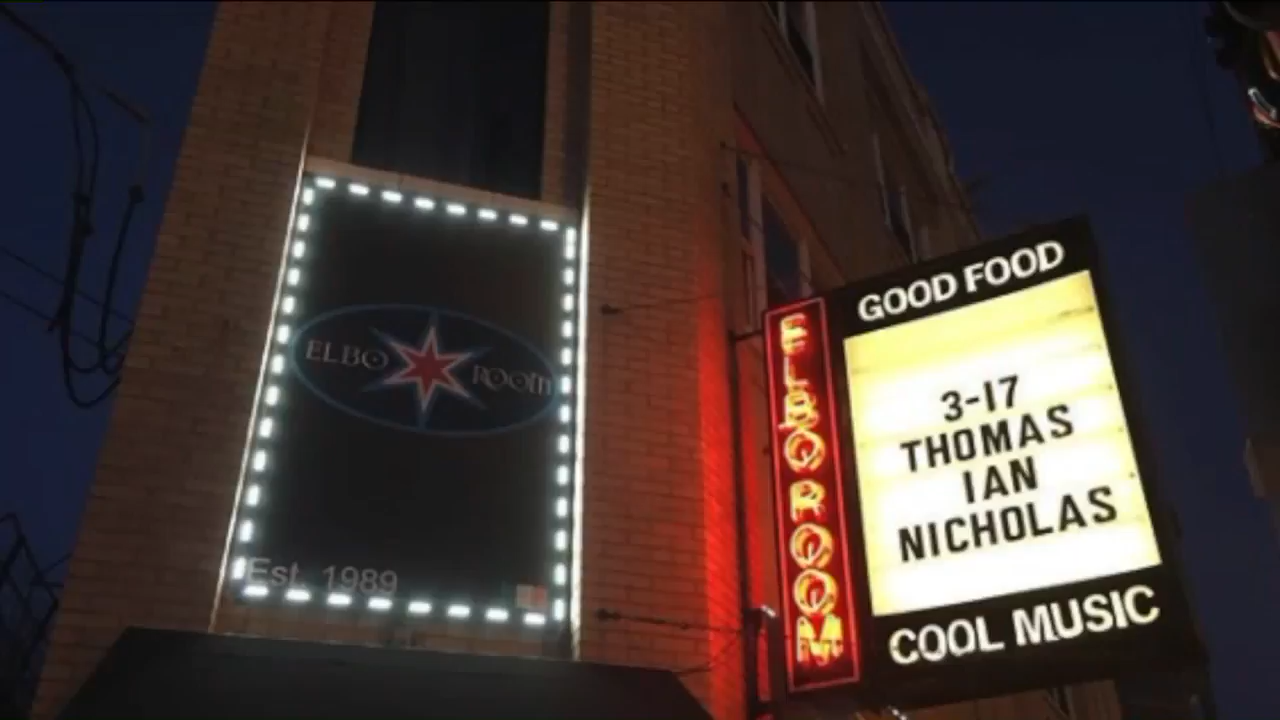 ELBO ROOM
Est. 1989
ELBO ROOM
GOOD FOOD
3-17
THOMAS
IAN
NICHOLAS
COOL MUSIC